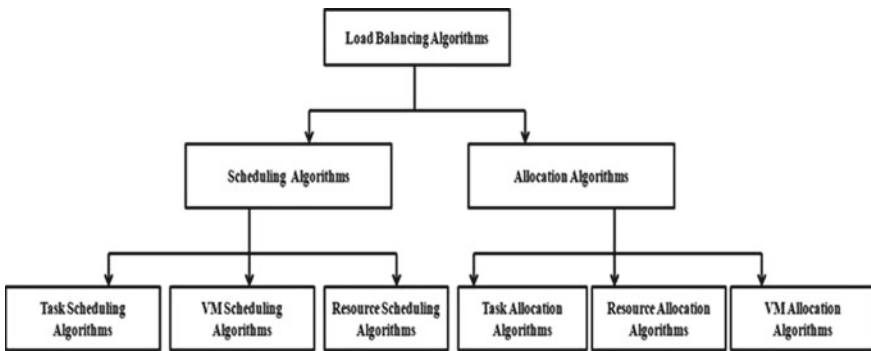 Load Balancing Algorithms
Scheduling Algorithms
Allocation Algorithms
Task Scheduling
Algorithms
VM Scheduling
Algorithms
Resource Scheduling
Algorithms
Task Allocation
Algorithms
Resource Allocation
Algorithms
VM Allocation
Algorithms